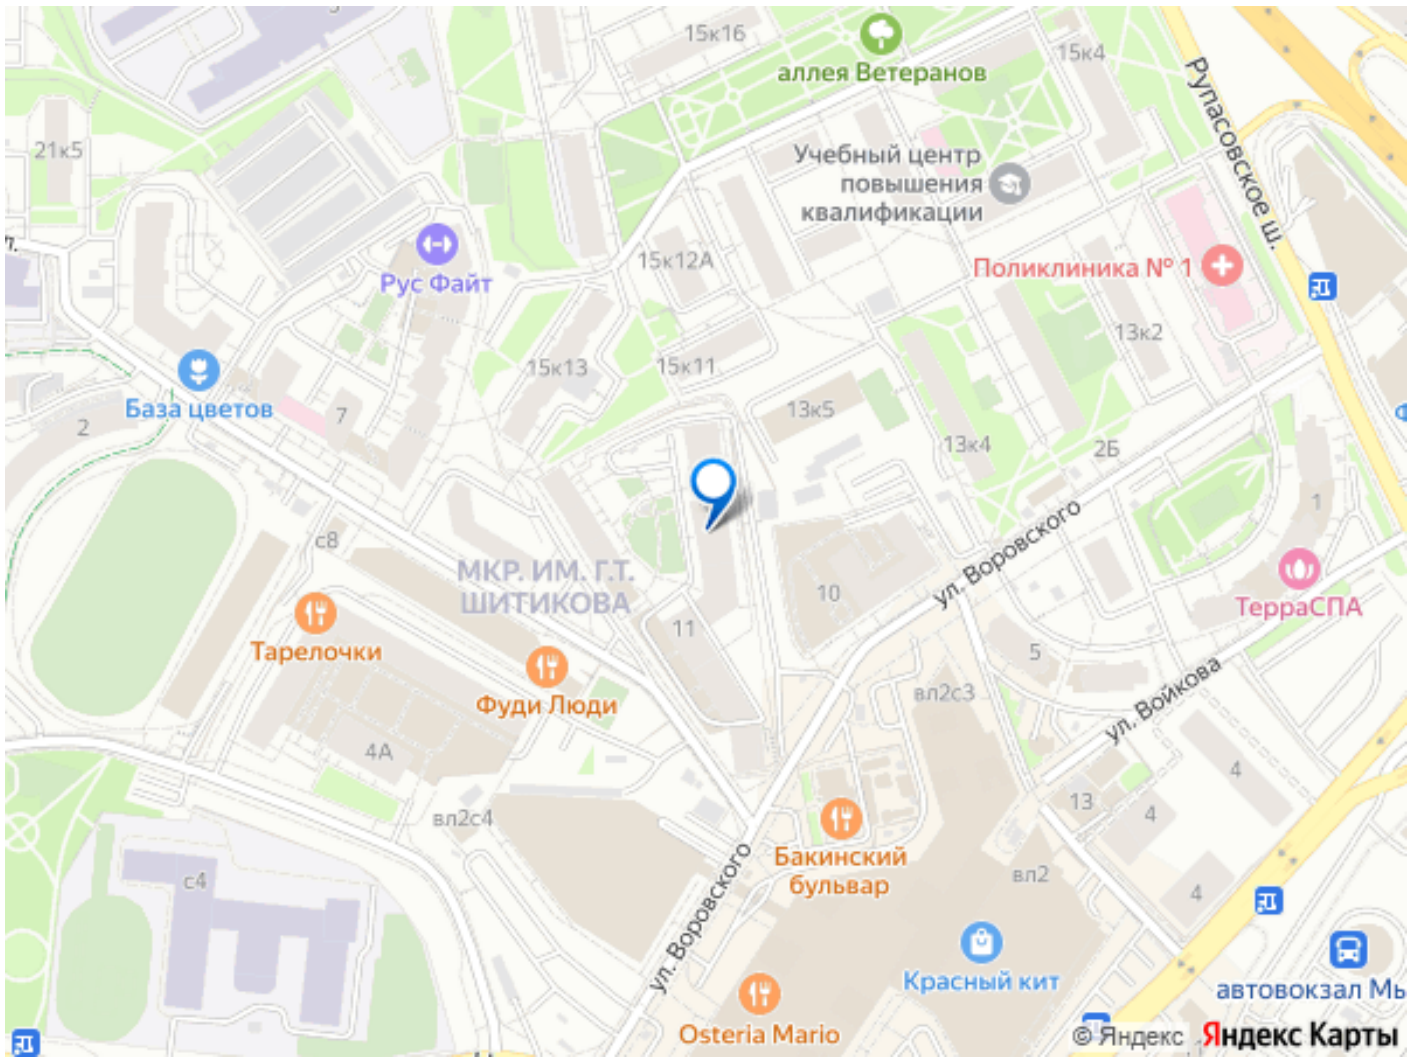 15к16
аллея Ветеранов
15к4
Рупасовское ш.
21к5
Учебный центр
повышения
квалификации
Рус Файт
15к12А
Поликлиника № 1
л.
15к13
15к11
13к2
База цветов
7
2
13к5
13к4
2Б
ул. Воровского
1
с8
МКР. ИМ. Г.Т.
ШИТИКОВА
10
ТерраСПА
Тарелочки
11
5
Фуди Люди
вл2с3
ул. Войкова
4А
4
13
4
вл2с4
Бакинский
бульвар
вл2
с4
4
ул. Воровского
Красный кит
автовокзал Мы
Osteria Mario
© Яндекс Яндекс Карты